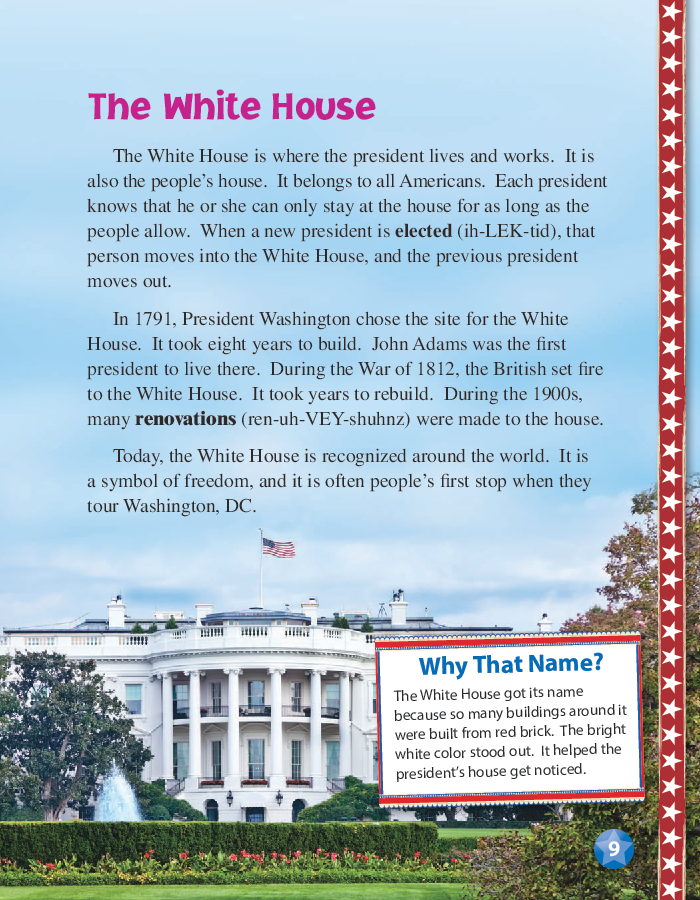 The White House
The White House is where the president lives and works.  It is
also the people's house.  It belongs to all Americans.  Each president
knows that he or she can only stay at the house for as long as the
people allow.  When a new president is elected (ih-LEK-tid), that
person moves into the White House, and the previous president
moves out.
In 1791, President Washington chose the site for the White
House.  It took eight years to build.  John Adams was the first
president to live there.  During the War of 1812, the British set fire
to the White House.  It took years to rebuild.  During the 1900s,
many renovations (ren-uh-VEY-shuhnz) were made to the house.
Today, the White House is recognized around the world.  It is
a symbol of freedom, and it is often people's first stop when they
tour Washington, DC.
Why That Name?
The White House got its name
because so many buildings around it
were built from red brick.  The bright
white color stood out.  It helped the
president's house get noticed.
9